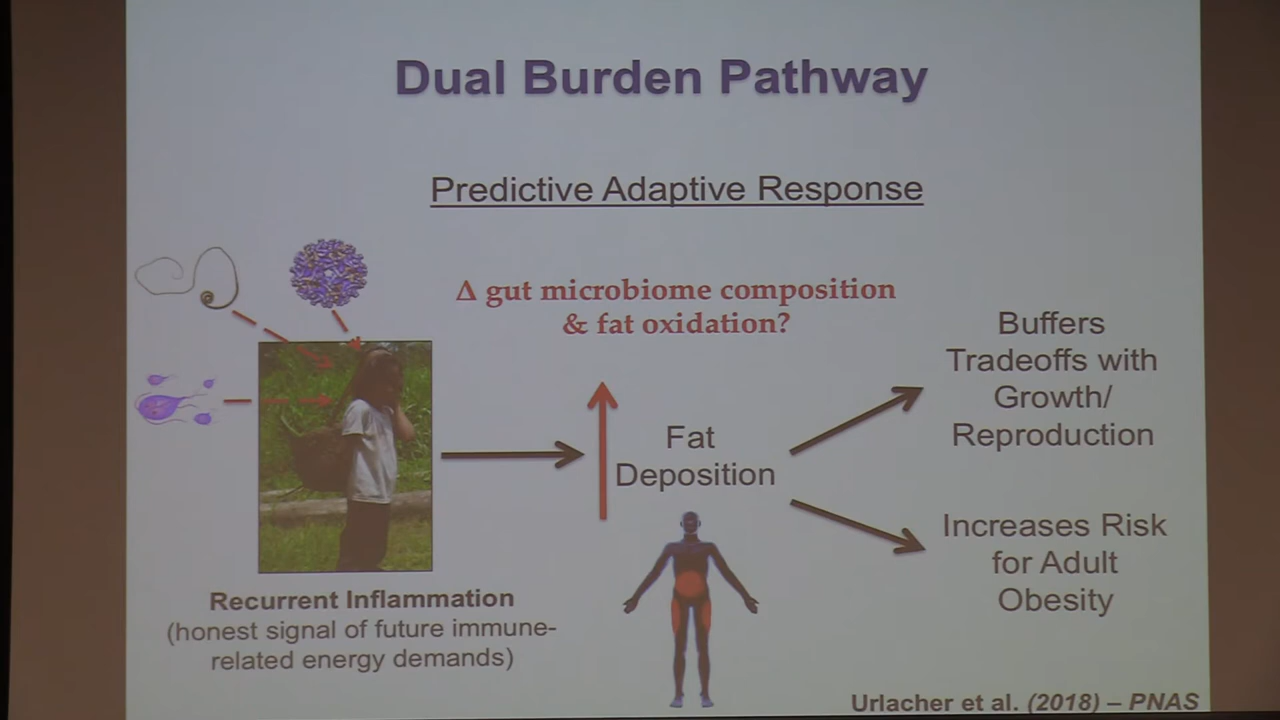 Dual Burden Pathway
Predictive Adaptive Response
Δ gut microbiome composition
& fat oxidation?
Buffers
Tradeoffs with
Growth/
Reproduction
Fat
Deposition
Increases Risk
for Adult
Obesity
Recurrent Inflammation
(honest signal of future immune-
related energy demands)
Urlacher et al. (2018) – PNAS